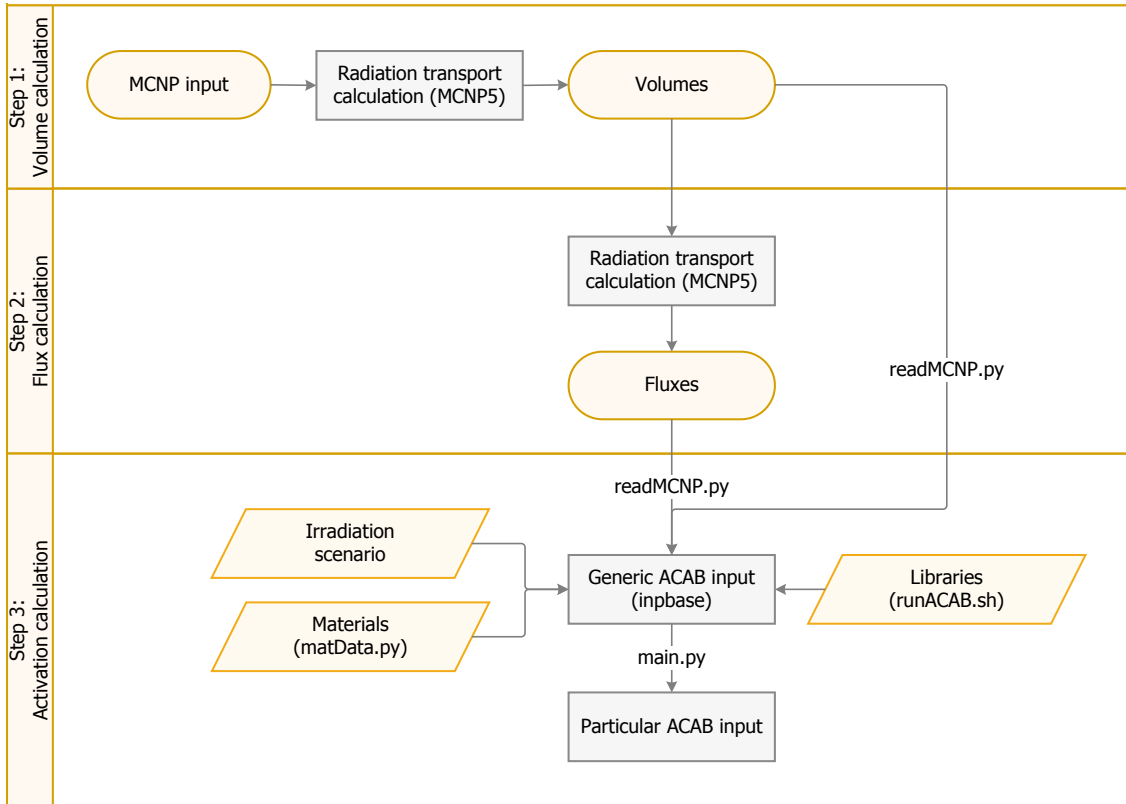 Step 1:
Volume calculation
MCNP input
Radiation transport
calculation (MCNP5)
Volumes
Step 2:
Flux calculation
Radiation transport
calculation (MCNP5)
readMCNP.py
Fluxes
Step 3:
Activation calculation
readMCNP.py
Irradiation
scenario
Generic ACAB input
(inpbase)
Libraries
(runACAB.sh)
Materials
(matData.py)
main.py
Particular ACAB input